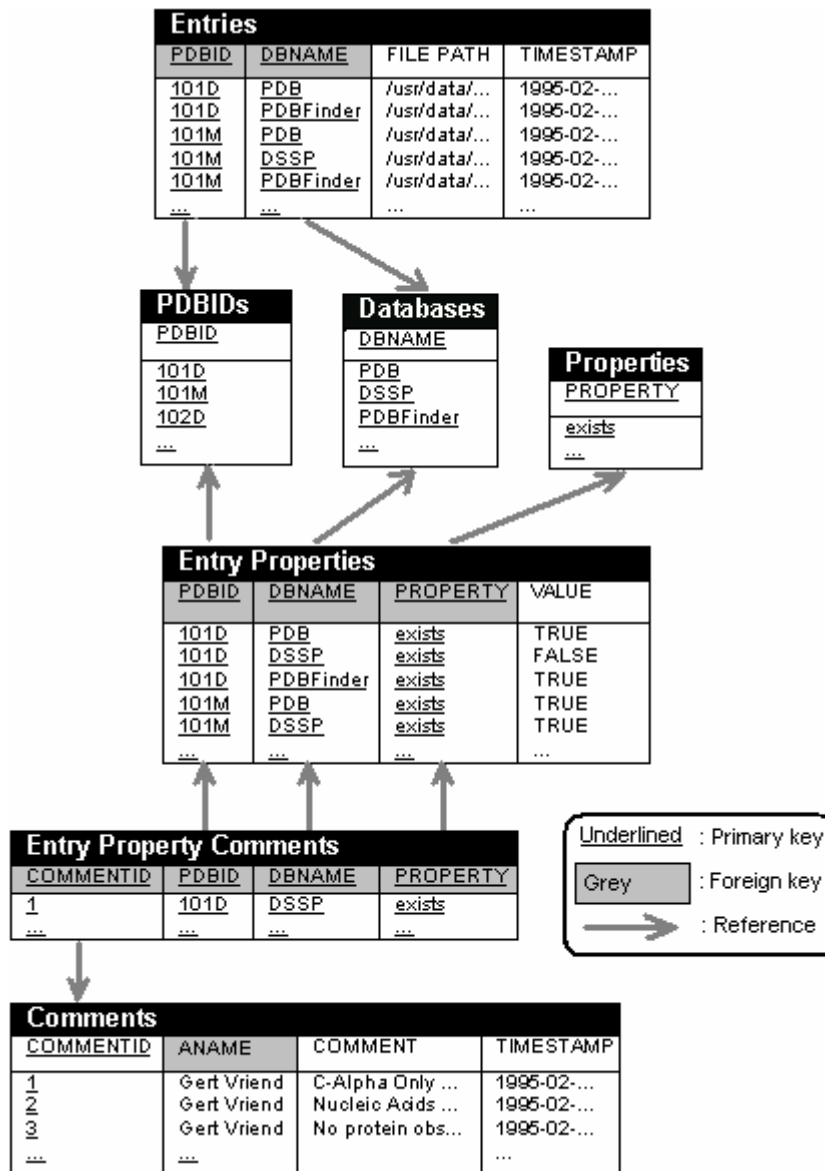 Entries
PDBID DBNAME FILE PATH TIMESTAMP
101D PDB /usr/data/... 1995-02-...
101D PDBFinder /usr/data/... 1995-02-...
101M PDB /usr/data/... 1995-02-...
101M DSSP /usr/data/... 1995-02-...
101M PDBFinder /usr/data/... 1995-02-...
... ... ... ...
PDBIDs
PDBID
101D
101M
102D
...
Databases
DBNAME
PDB
DSSP
PDBFinder
...
Properties
PROPERTY
exists
...
Entry Properties
PDBID DBNAME PROPERTY VALUE
101D PDB exists TRUE
101D DSSP exists FALSE
101D PDBFinder exists TRUE
101M PDB exists TRUE
101M DSSP exists TRUE
... ... ... ...
Entry Property Comments
COMMENTID PDBID DBNAME PROPERTY
1 101D DSSP exists
... ... ... ...
Underlined : Primary key
Grey : Foreign key
: Reference
Comments
COMMENTID ANAME COMMENT TIMESTAMP
1 Gert Vriend C-Alpha Only ... 1995-02-...
2 Gert Vriend Nucleic Acids ... 1995-02-...
3 Gert Vriend No protein obs... 1995-02-...
... ... ...